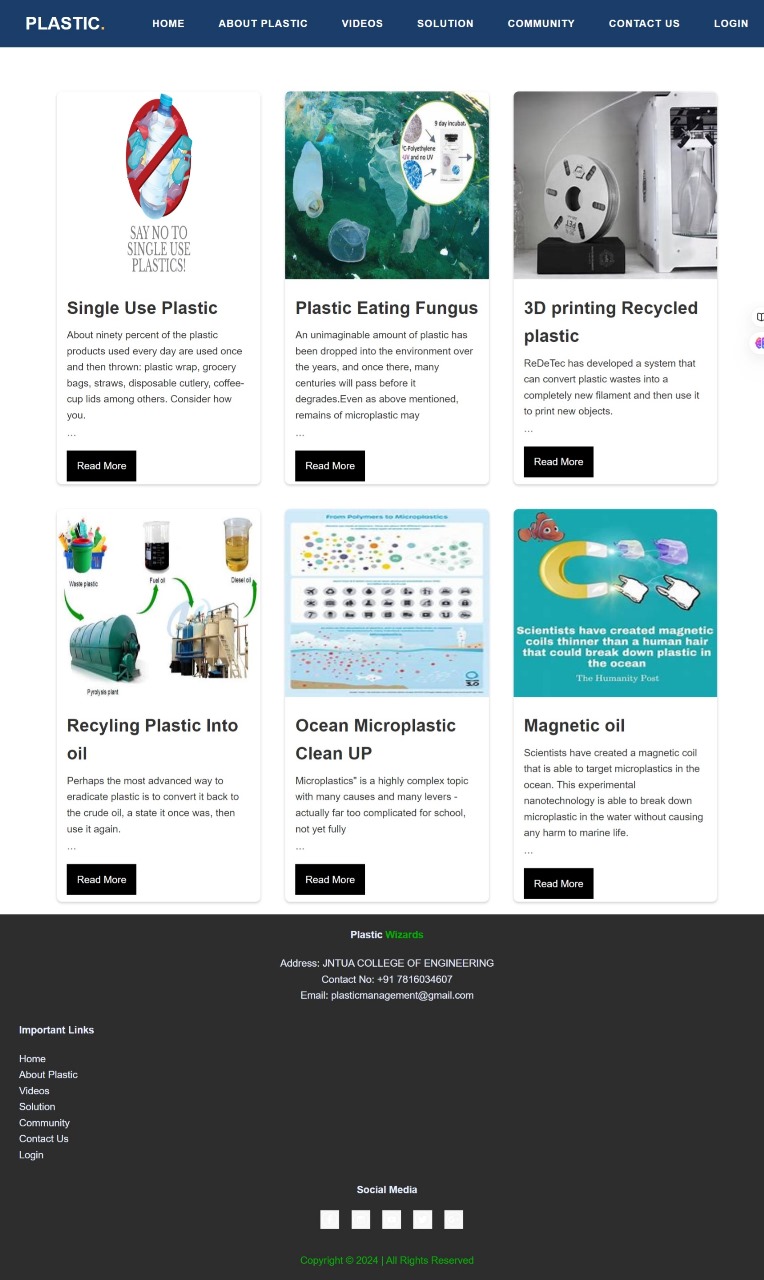 PLASTIC.
HOME
ABOUT PLASTIC
VIDEOS
SOLUTION
COMMUNITY
CONTACT US
LOGIN
SAY NO TO
SINGLE USE
PLASTICS!
Single Use Plastic
About ninety percent of the plastic
products used every day are used once
and then thrown: plastic wrap, grocery
bags, straws, disposable cutlery, coffee-
cup lids among others. Consider how
you.
...
Read More
9 day incubat.
C-Polyethylene
UV and no UV
Plastic Eating Fungus
An unimaginable amount of plastic has
been dropped into the environment over
the years, and once there, many
centuries will pass before it
degrades.Even as above mentioned,
remains of microplastic may
...
Read More
3D printing Recycled
plastic
ReDeTec has developed a system that
can convert plastic wastes into a
completely new filament and then use it
to print new objects.
...
Read More
Waste plastic
Fuel oil
Diesel oil
Pyrolysis plant
Recyling Plastic Into
oil
Perhaps the most advanced way to
eradicate plastic is to convert it back to
the crude oil, a state it once was, then
use it again.
...
Read More
From Polymers to Microplastics
Ocean Microplastic
Clean UP
Microplastics" is a highly complex topic
with many causes and many levers -
actually far too complicated for school,
not yet fully
...
Read More
Scientists have created magnetic
coils thinner than a human hair
that could break down plastic in
the ocean
The Humanity Post
Magnetic oil
Scientists have created a magnetic coil
that is able to target microplastics in the
ocean. This experimental
nanotechnology is able to break down
microplastic in the water without causing
any harm to marine life.
...
Read More
Plastic Wizards
Address: JNTUA COLLEGE OF ENGINEERING
Contact No: +91 7816034607
Email: plasticmanagement@gmail.com
Important Links
Home
About Plastic
Videos
Solution
Community
Contact Us
Login
Social Media
Copyright © 2024 | All Rights Reserved